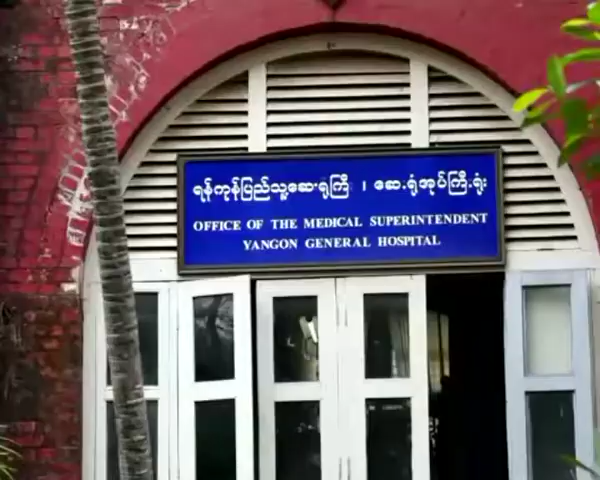 ရန်ကုန်ပြည်သူ့ဆေးရုံကြီး ၊ ဆေးရုံအုပ်ကြီးရုံး
OFFICE OF THE MEDICAL SUPERINTENDENT
YANGON GENERAL HOSPITAL